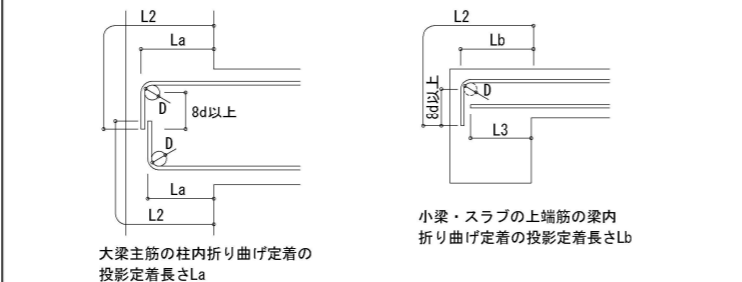 L2
La
D
8d以上
D
La
L2
大梁主筋の柱内折り曲げ定着の
投影定着長さLa
L2
Lb
D
8d以上
L3
小梁・スラブの上端筋の梁内
折り曲げ定着の投影定着長さLb